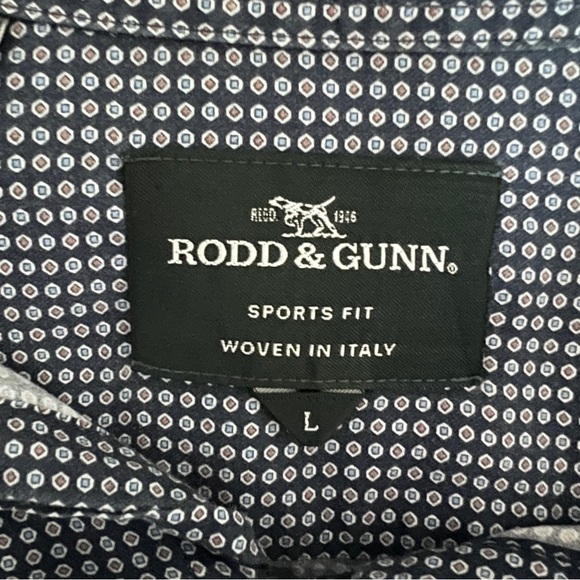 REGD. 1946
RODD & GUNN®
SPORTS FIT
WOVEN IN ITALY
L